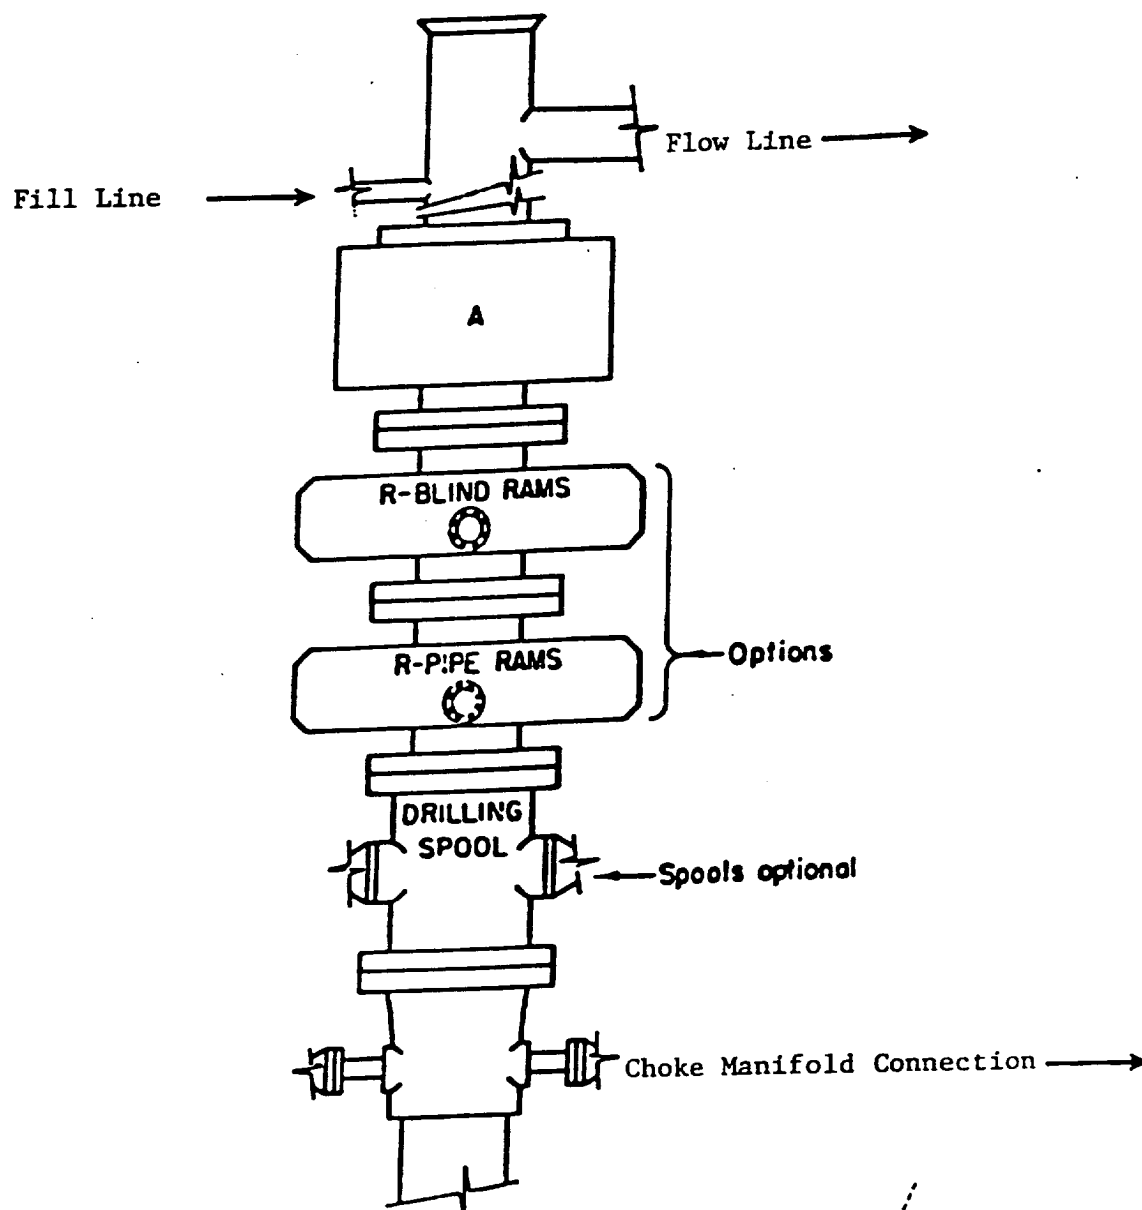 Flow Line
Fill Line
A
R-BLIND RAMS
R-PIPE RAMS
Options
DRILLING
SPOOL
Spools optional
Choke Manifold Connection